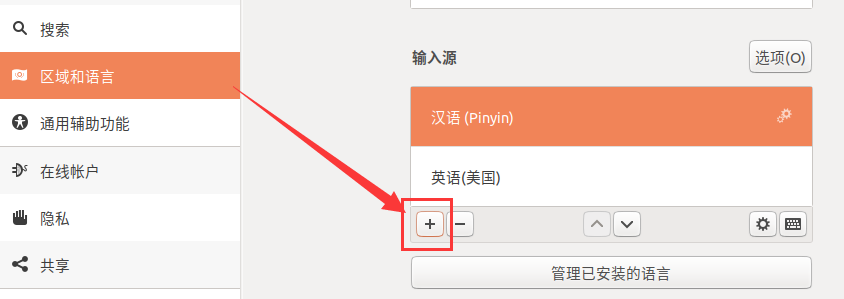 搜索
区域和语言
通用辅助功能
在线帐户
隐私
共享
输入源
选项(O)
汉语 (Pinyin)
英语(美国)
管理已安装的语言